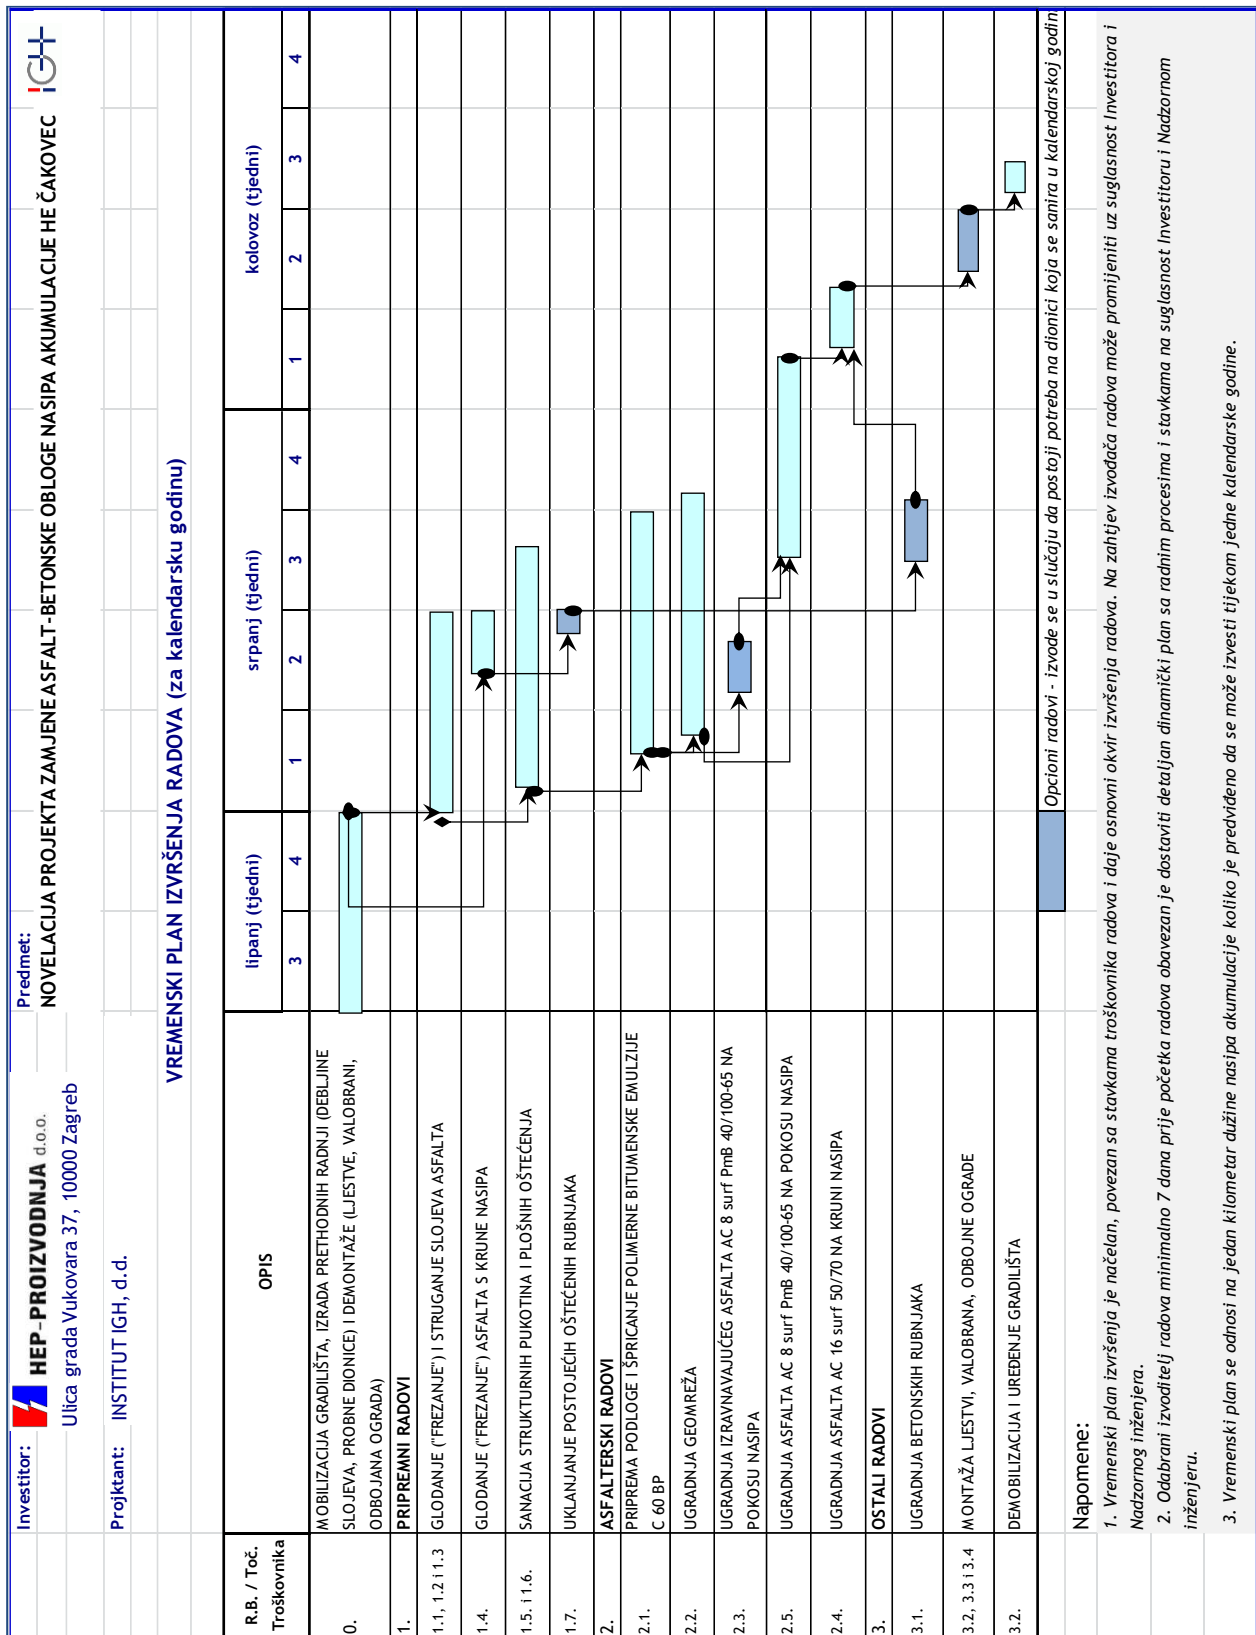 Investitor:
HEP-PROIZVODNJA d.o.o.
Ulica grada Vukovara 37, 10000 Zagreb
Predmet:
NOVELACIJA PROJEKTA ZAMJENE ASFALT-BETONSKE OBLOGE NASIPA AKUMULACIJE HE ČAKOVEC
iGH
Projktant: INSTITUT IGH, d.d.
VREMENSKI PLAN IZVRŠENJA RADOVA (za kalendarsku godinu)
R.B. / Toč.
Troškovnika
OPIS
lipanj (tjedni)
srpanj (tjedni)
kolovoz (tjedni)
3 4 1 2 3 4 1 2 3 4
0.
MOBILIZACIJA GRADILIŠTA, IZRADA PRETHODNIH RADNJI (DEBLJINE
SLOJEVA, PROBNE DIONICE) I DEMONTAŽE (LJESTVE, VALOBRANI,
ODBOJANA OGRADA)
1. PRIPREMNI RADOVI
1.1, 1.2 i 1.3 GLODANJE ("FREZANJE") I STRUGANJE SLOJEVA ASFALTA
1.4. GLODANJE ("FREZANJE") ASFALTA S KRUNE NASIPA
1.5. i 1.6. SANACIJA STRUKTURNIH PUKOTINA I PLOŠNIH OŠTEĆENJA
1.7. UKLANJANJE POSTOJEĆIH OŠTEĆENIH RUBNJAKA
2. ASFALTERSKI RADOVI
2.1. PRIPREMA PODLOGE I ŠPRICANJE POLIMERNE BITUMENSKE EMULZIJE
C 60 BP
2.2. UGRADNJA GEOMREŽA
2.3. UGRADNJA IZRAVNAVAJUĆEG ASFALTA AC 8 surf PmB 40/100-65 NA
POKOSU NASIPA
2.5. UGRADNJA ASFALTA AC 8 surf PmB 40/100-65 NA POKOSU NASIPA
2.4. UGRADNJA ASFALTA AC 16 surf 50/70 NA KRUNI NASIPA
3. OSTALI RADOVI
3.1. UGRADNJA BETONSKIH RUBNJAKA
3.2, 3.3 i 3.4 MONTAŽA LJESTVI, VALOBRANA, ODBOJNE OGRADE
3.2. DEMOBILIZACIJA I UREĐENJE GRADILIŠTA
Opcioni radovi - izvode se u slučaju da postoji potreba na dionici koja se sanira u kalendarskoj godin
Napomene:
1. Vremenski plan izvršenja je načelan, povezan sa stavkama troškovnika radova i daje osnovni okvir izvršenja radova. Na zahtjev izvođača radova može promijeniti uz suglasnost Investitora i
Nadzornog inženjera.
2. Odabrani izvoditelj radova minimalno 7 dana prije početka radova obavezan je dostaviti detaljan dinamički plan sa radnim procesima i stavkama na suglasnost Investitoru i Nadzornom
inženjeru.
3. Vremenski plan se odnosi na jedan kilometar dužine nasipa akumulacije koliko je predviđeno da se može izvesti tijekom jedne kalendarske godine.